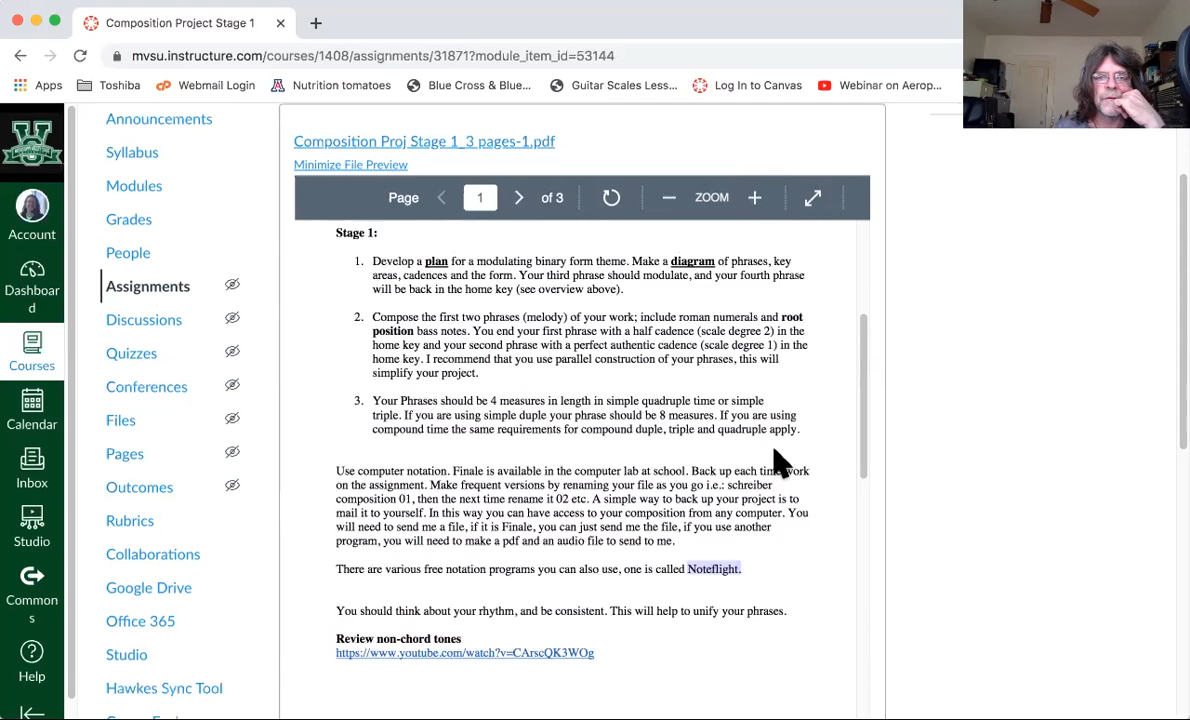 Composition Project Stage 1
mvsu.instructure.com/courses/1408/assignments/31871?module_item_id=53144
Apps
Toshiba
Webmail Login
Nutrition tomatoes
Blue Cross & Blue...
Guitar Scales Less...
Log In to Canvas
Webinar on Aerop...
Account
Dashboar
d
Courses
Calendar
Inbox
Studio
Common
s
Help
Announcements
Syllabus
Modules
Grades
People
Assignments
Discussions
Quizzes
Conferences
Files
Pages
Outcomes
Rubrics
Collaborations
Google Drive
Office 365
Studio
Hawkes Sync Tool
Composition Proj Stage 1_3 pages-1.pdf
Minimize File Preview
Page 1 of 3 ZOOM
Stage 1:
1. Develop a plan for a modulating binary form theme. Make a diagram of phrases, key
areas, cadences and the form. Your third phrase should modulate, and your fourth phrase
will be back in the home key (see overview above).
2. Compose the first two phrases (melody) of your work; include roman numerals and root
position bass notes. You end your first phrase with a half cadence (scale degree 2) in the
home key and your second phrase with a perfect authentic cadence (scale degree 1) in the
home key. I recommend that you use parallel construction of your phrases, this will
simplify your project.
3. Your Phrases should be 4 measures in length in simple quadruple time or simple
triple. If you are using simple duple your phrase should be 8 measures. If you are using
compound time the same requirements for compound duple, triple and quadruple apply.
Use computer notation. Finale is available in the computer lab at school. Back up each time work
on the assignment. Make frequent versions by renaming your file as you go i.e.: schreiber
composition 01, then the next time rename it 02 etc. A simple way to back up your project is to
mail it to yourself. In this way you can have access to your composition from any computer. You
will need to send me a file, if it is Finale, you can just send me the file, if you use another
program, you will need to make a pdf and an audio file to send to me.
There are various free notation programs you can also use, one is called Noteflight.
You should think about your rhythm, and be consistent. This will help to unify your phrases.
Review non-chord tones
https://www.youtube.com/watch?v=CArscQK3WOg